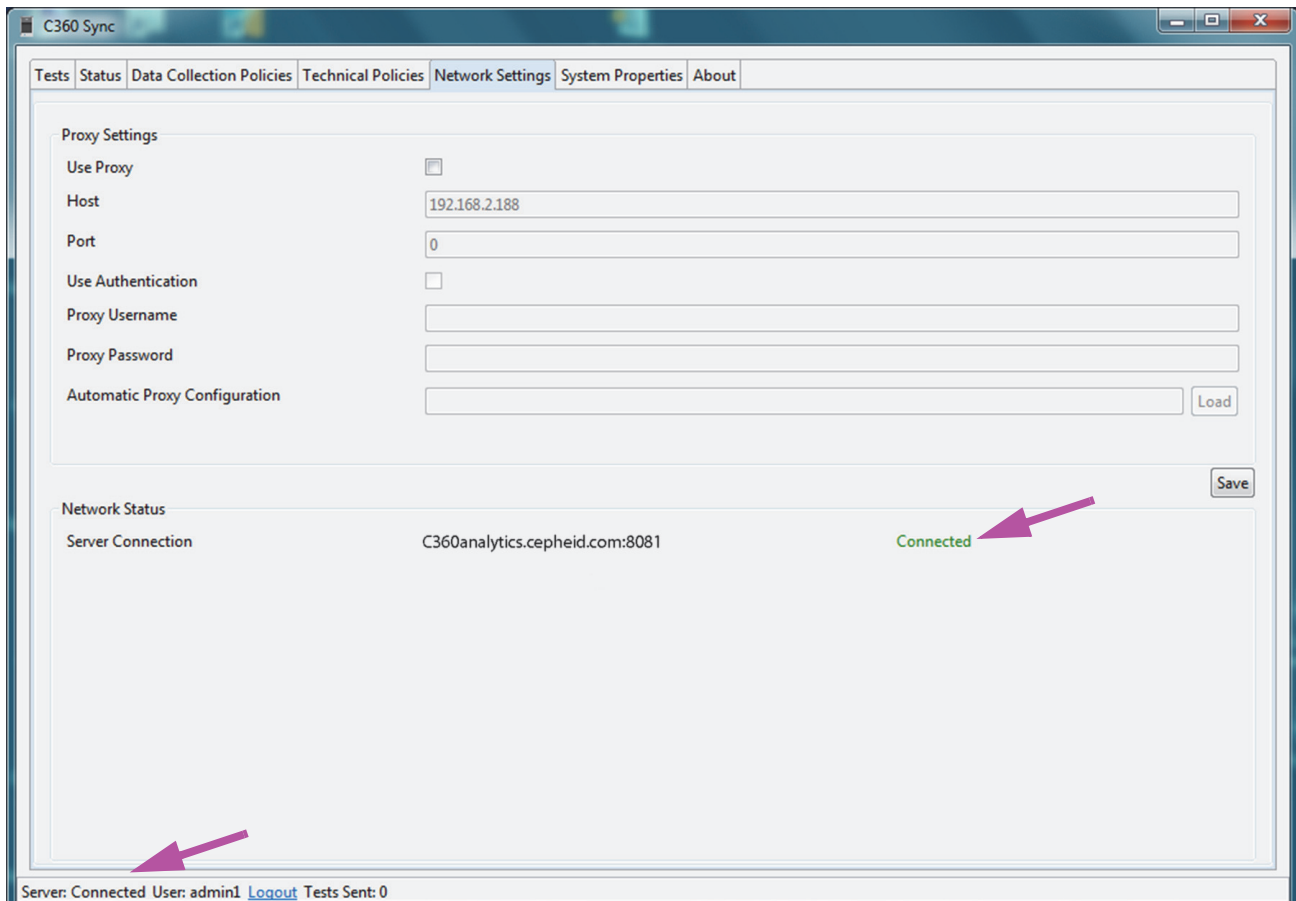 C360 Sync
Tests Status Data Collection Policies Technical Policies Network Settings System Properties About
Proxy Settings
Use Proxy
Host 192.168.2.188
Port 0
Use Authentication
Proxy Username
Proxy Password
Automatic Proxy Configuration Load
Save
Network Status
Server Connection C360analytics.cepheid.com:8081 Connected
Server: Connected User: admin1 Logout Tests Sent: 0